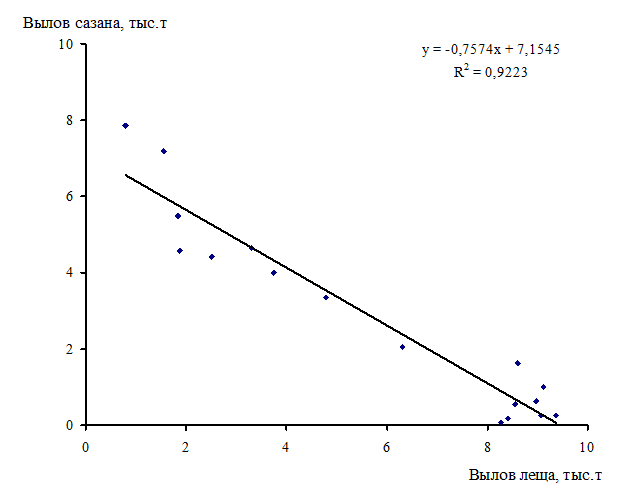 Вылов сазана, тыс.т
y = -0,7574x + 7,1545
R² = 0,9223
10
8
6
4
2
0
0 2 4 6 8 10
Вылов леща, тыс.т